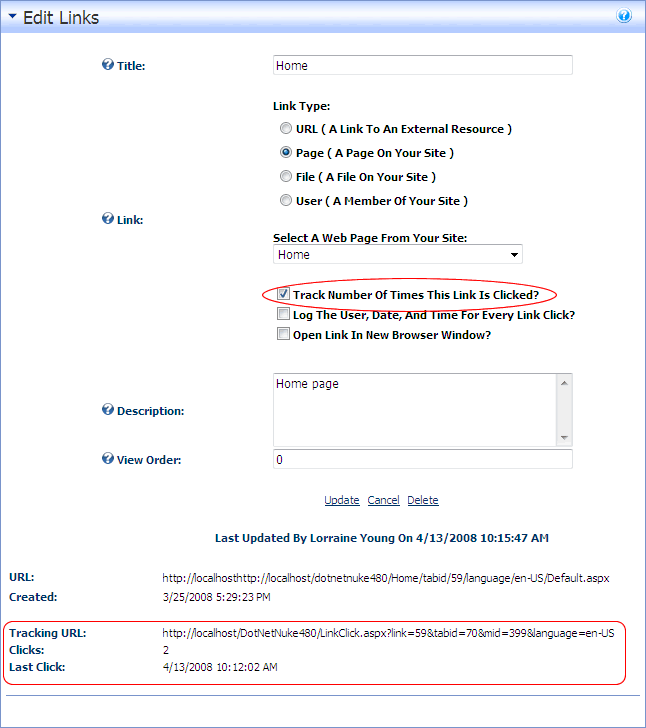 Edit Links
Title: Home
Link Type:
URL ( A Link To An External Resource )
Page ( A Page On Your Site )
File ( A File On Your Site )
User ( A Member Of Your Site )
Link:
Select A Web Page From Your Site:
Home
Track Number Of Times This Link Is Clicked?
Log The User, Date, And Time For Every Link Click?
Open Link In New Browser Window?
Home page
Description:
View Order: 0
Update Cancel Delete
Last Updated By Lorraine Young On 4/13/2008 10:15:47 AM
URL: http://localhosthttp://localhost/dotnetnuke480/Home/tabid/59/language/en-US/Default.aspx
Created: 3/25/2008 5:29:23 PM
Tracking URL: http://localhost/DotNetNuke480/LinkClick.aspx?link=59&tabid=70&mid=399&language=en-US
Clicks: 2
Last Click: 4/13/2008 10:12:02 AM